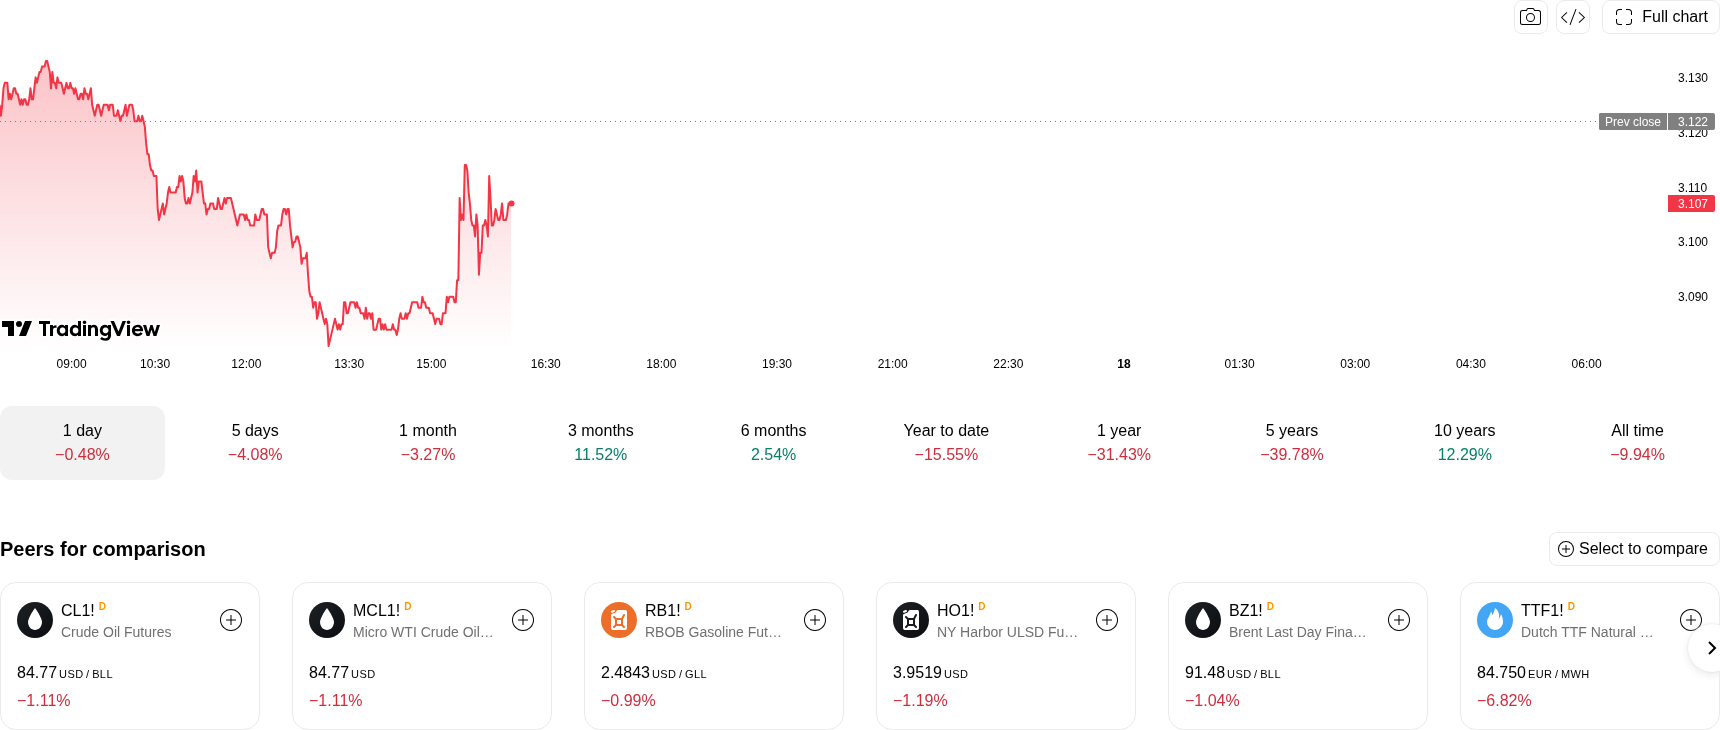 Full chart
3.130
Prev close 3.122
3.120
3.110
3.107
3.100
3.090
TradingView
09:00 10:30 12:00 13:30 15:00 16:30 18:00 19:30 21:00 22:30 18 01:30 03:00 04:30 06:00
1 day 5 days 1 month 3 months 6 months Year to date 1 year 5 years 10 years All time
−0.48% −4.08% −3.27% 11.52% 2.54% −15.55% −31.43% −39.78% 12.29% −9.94%
Peers for comparison Select to compare
CL1! D MCL1! D RB1! D HO1! D BZ1! D TTF1! D
Crude Oil Futures Micro WTI Crude Oil… RBOB Gasoline Fut… NY Harbor ULSD Fu… Brent Last Day Fina… Dutch TTF Natural …
84.77 USD / BLL 84.77 USD 2.4843 USD / GLL 3.9519 USD 91.48 USD / BLL 84.750 EUR / MWH
−1.11% −1.11% −0.99% −1.19% −1.04% −6.82%